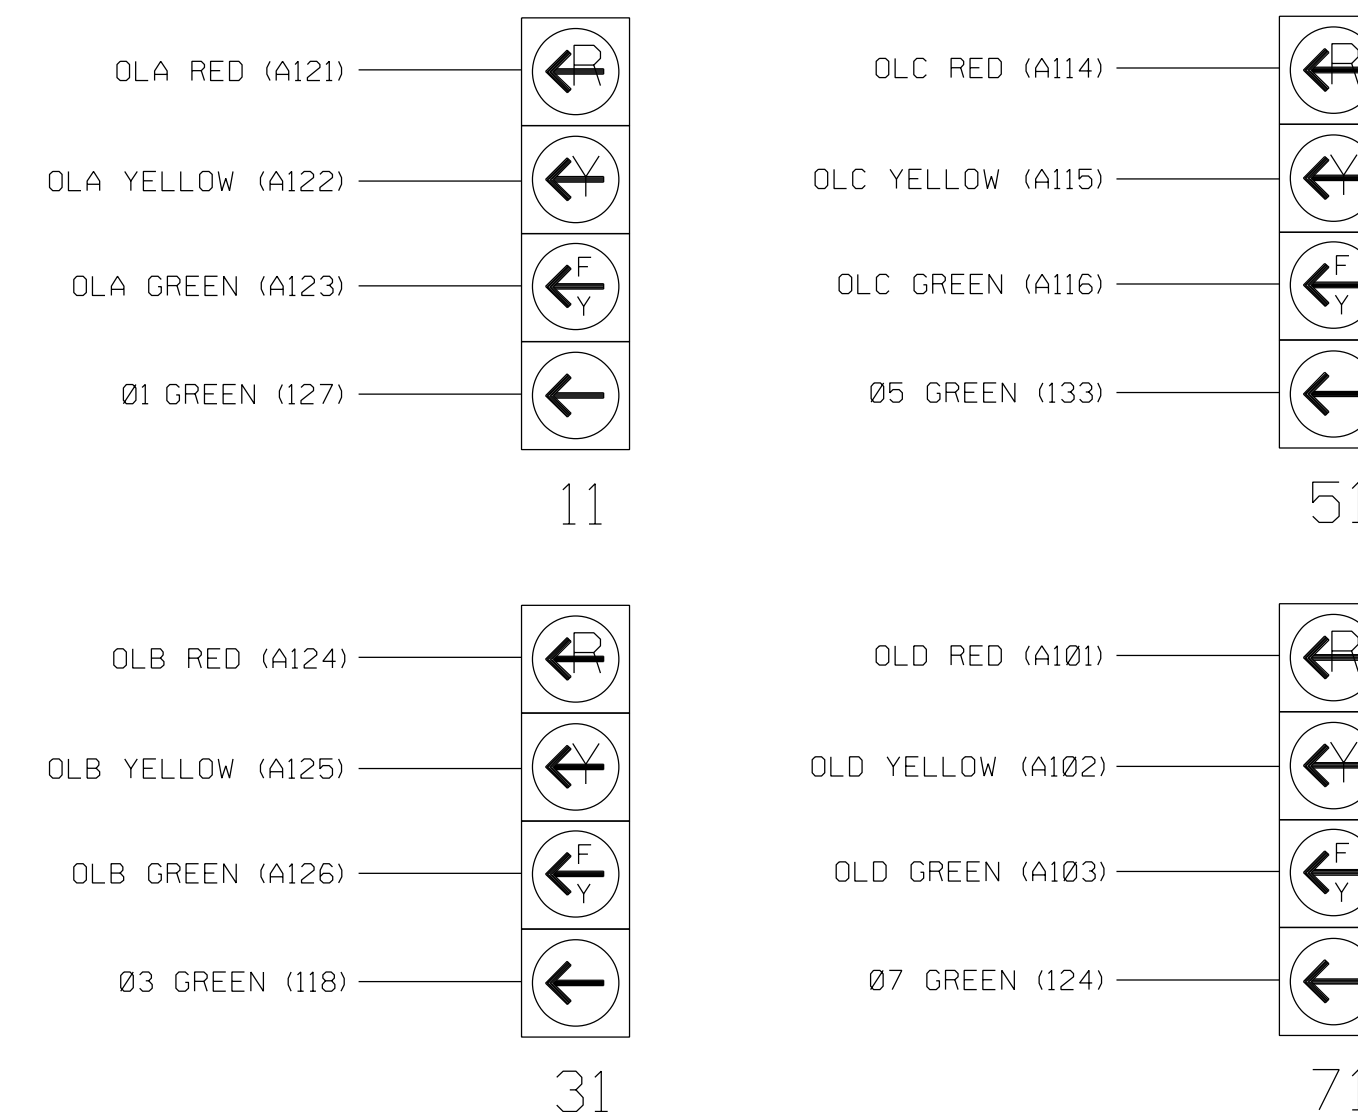 OLA RED (A121)
R
OLA YELLOW (A122)
Y
OLA GREEN (A123)
F
Y
Ø1 GREEN (127)
11
OLC RED (A114)
R
OLC YELLOW (A115)
Y
OLC GREEN (A116)
F
Y
Ø5 GREEN (133)
51
OLB RED (A124)
R
OLB YELLOW (A125)
Y
OLB GREEN (A126)
F
Y
Ø3 GREEN (118)
31
OLD RED (A1Ø1)
R
OLD YELLOW (A1Ø2)
Y
OLD GREEN (A1Ø3)
F
Y
Ø7 GREEN (124)
71